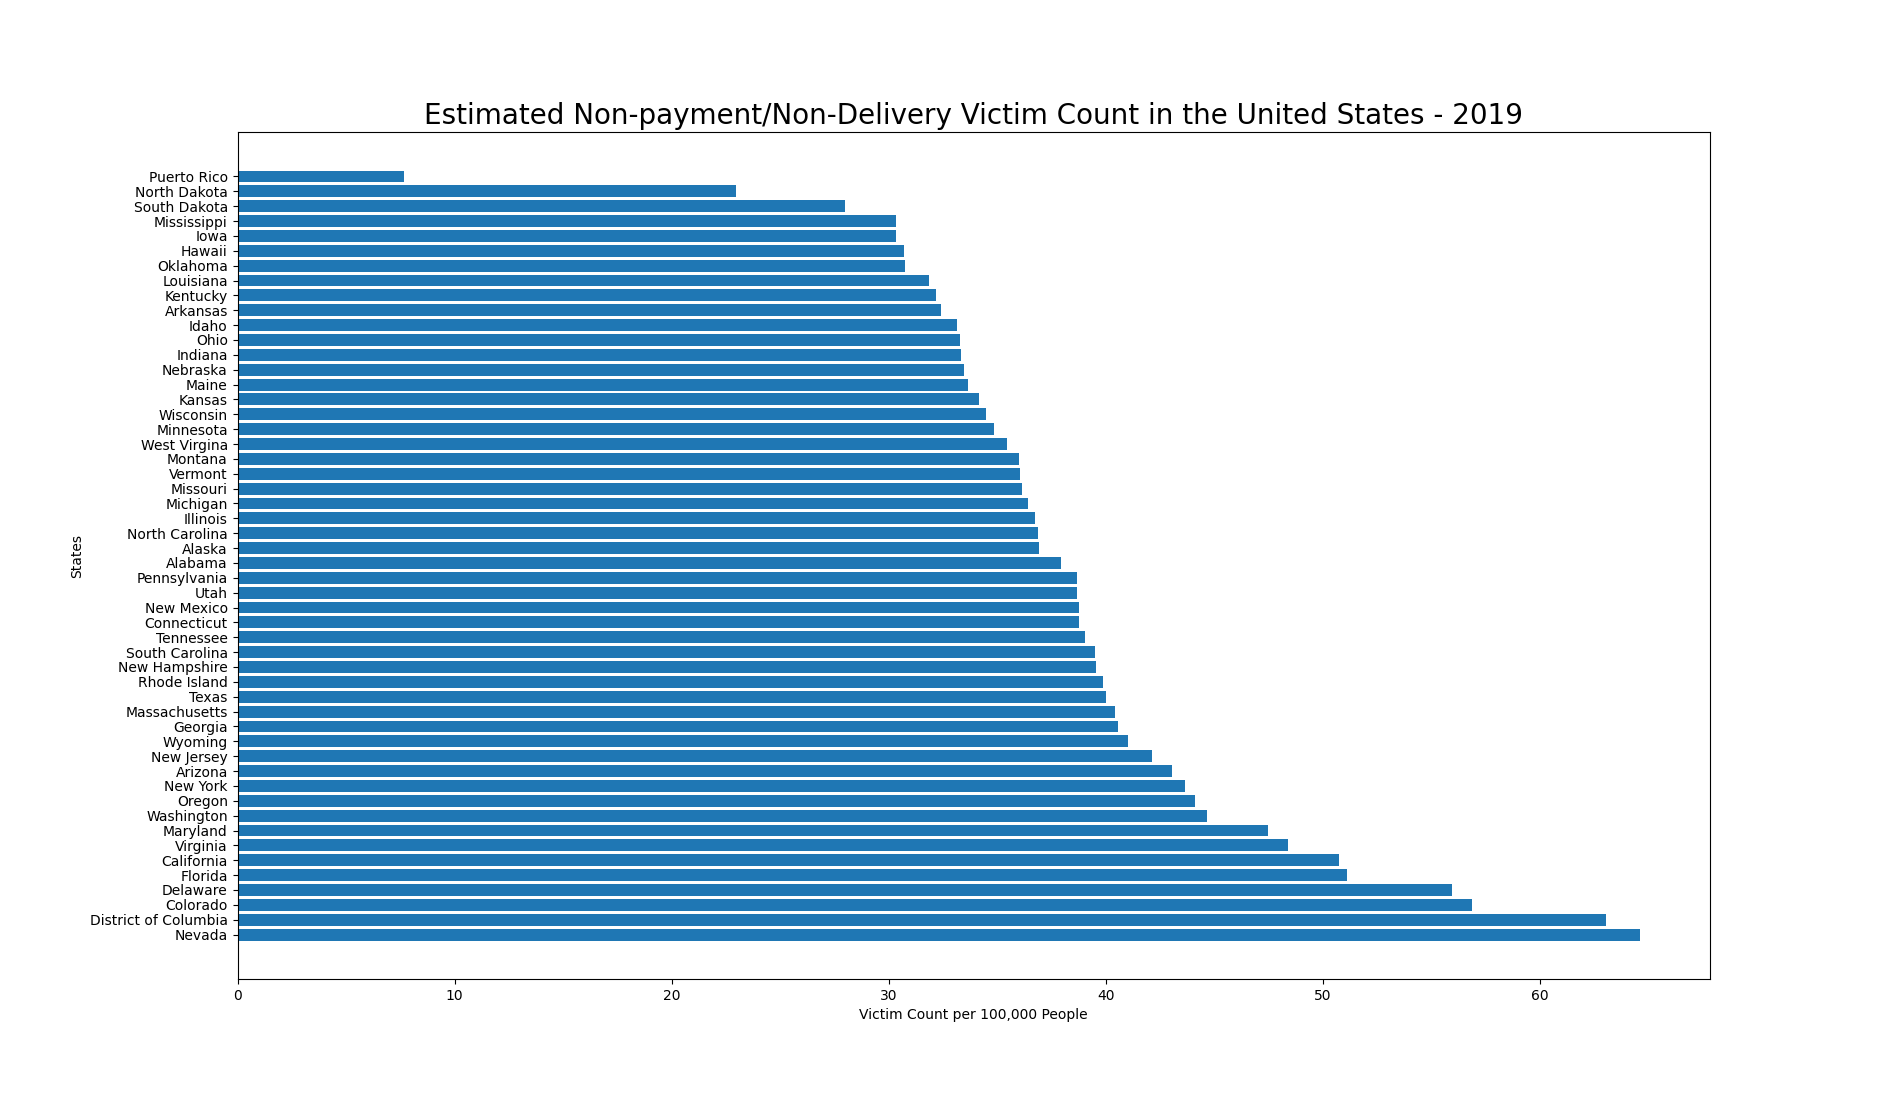 Estimated Non-payment/Non-Delivery Victim Count in the United States - 2019
States
Puerto Rico
North Dakota
South Dakota
Mississippi
Iowa
Hawaii
Oklahoma
Louisiana
Kentucky
Arkansas
Idaho
Ohio
Indiana
Nebraska
Maine
Kansas
Wisconsin
Minnesota
West Virgina
Montana
Vermont
Missouri
Michigan
Illinois
North Carolina
Alaska
Alabama
Pennsylvania
Utah
New Mexico
Connecticut
Tennessee
South Carolina
New Hampshire
Rhode Island
Texas
Massachusetts
Georgia
Wyoming
New Jersey
Arizona
New York
Oregon
Washington
Maryland
Virginia
California
Florida
Delaware
Colorado
District of Columbia
Nevada
0 10 20 30 40 50 60
Victim Count per 100,000 People